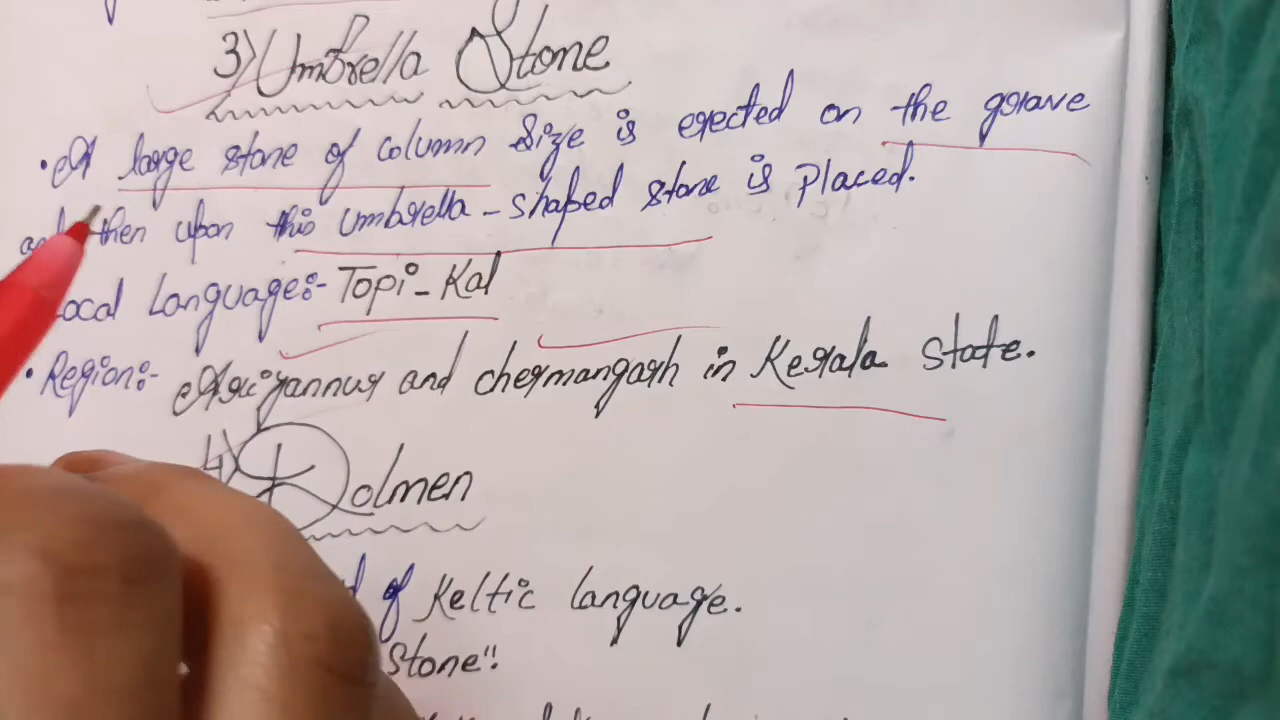 3) Umbrella Stone
• A large stone of column size is erected on the grave
and then upon this umbrella-shaped stone is placed.
Local Language:- Topi-Kal
• Region:- Ariyannur and chermangarh in Kerala State.
4) Dolmen
of Keltic language.
Stone".